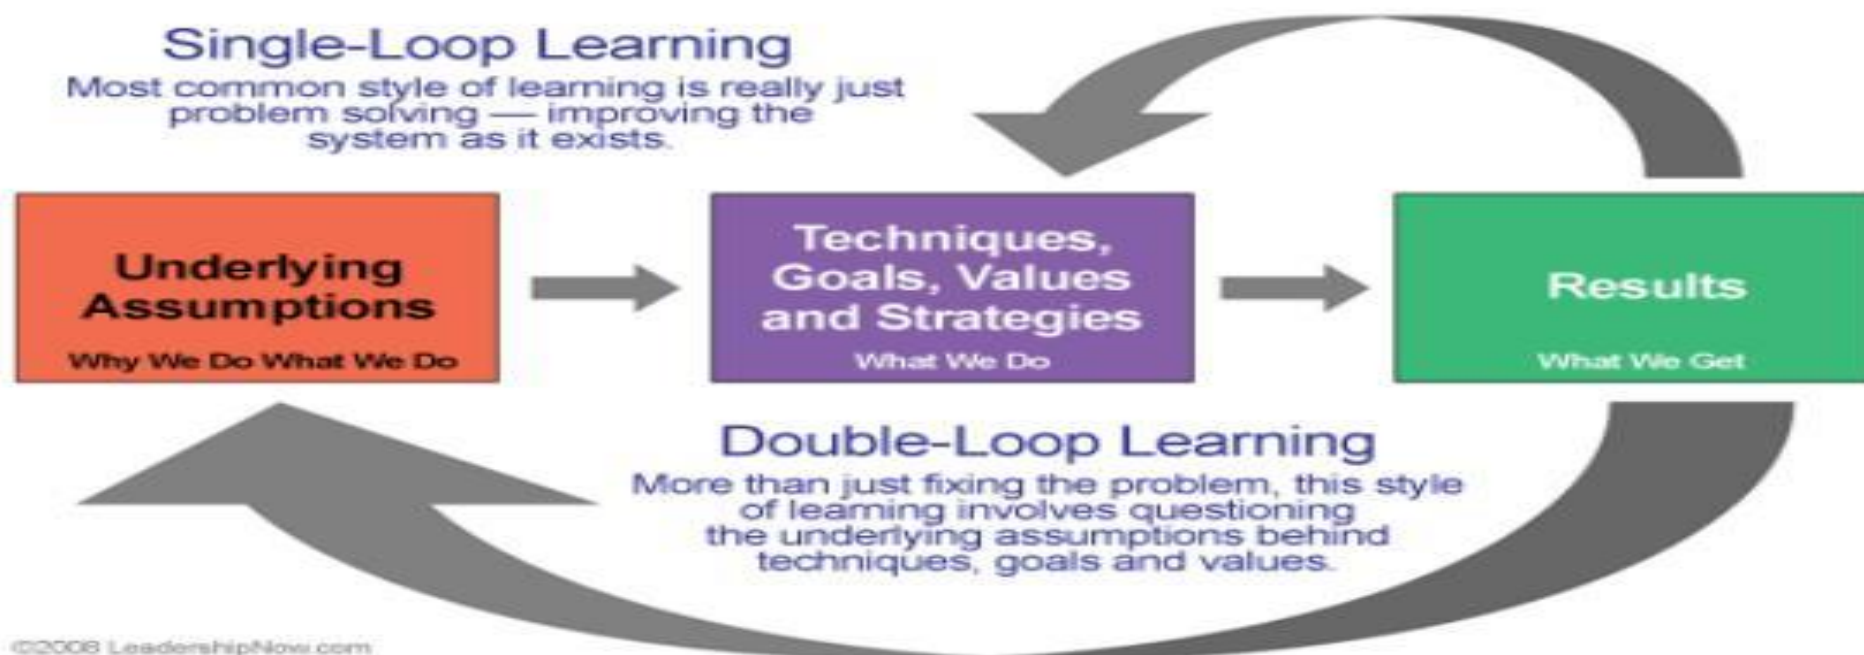 Single-Loop Learning
Most common style of learning is really just
problem solving — improving the
system as it exists.
Underlying
Assumptions
Why We Do What We Do
Techniques,
Goals, Values
and Strategies
What We Do
Results
What We Get
Double-Loop Learning
More than just fixing the problem, this style
of learning involves questioning
the underlying assumptions behind
techniques, goals and values.
©2008 LeadershipNow.com